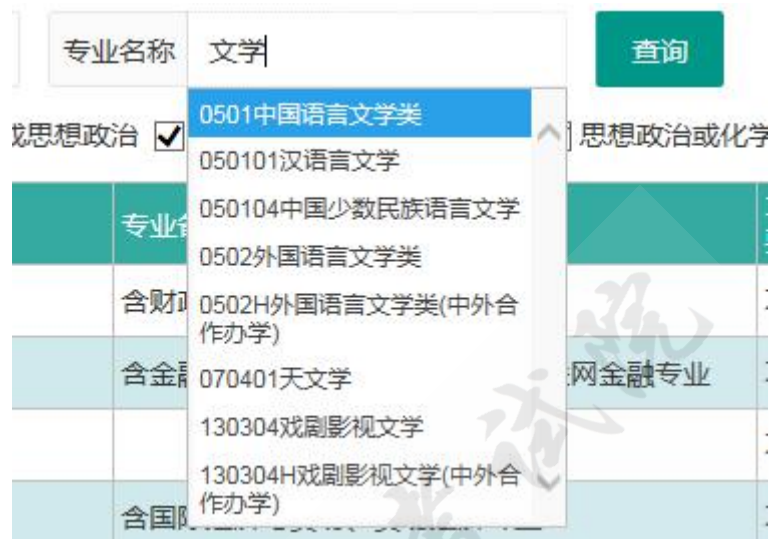 专业名称 文学 查询
或思想政治 思想政治或化学
0501中国语言文学类
050101汉语言文学
050104中国少数民族语言文学
专业
0502外国语言文学类
含财政
0502H外国语言文学类(中外合
作办学)
070401天文学
含金融
网金融专业
130304戏剧影视文学
130304H戏剧影视文学(中外合
作办学)
含国际
考试院